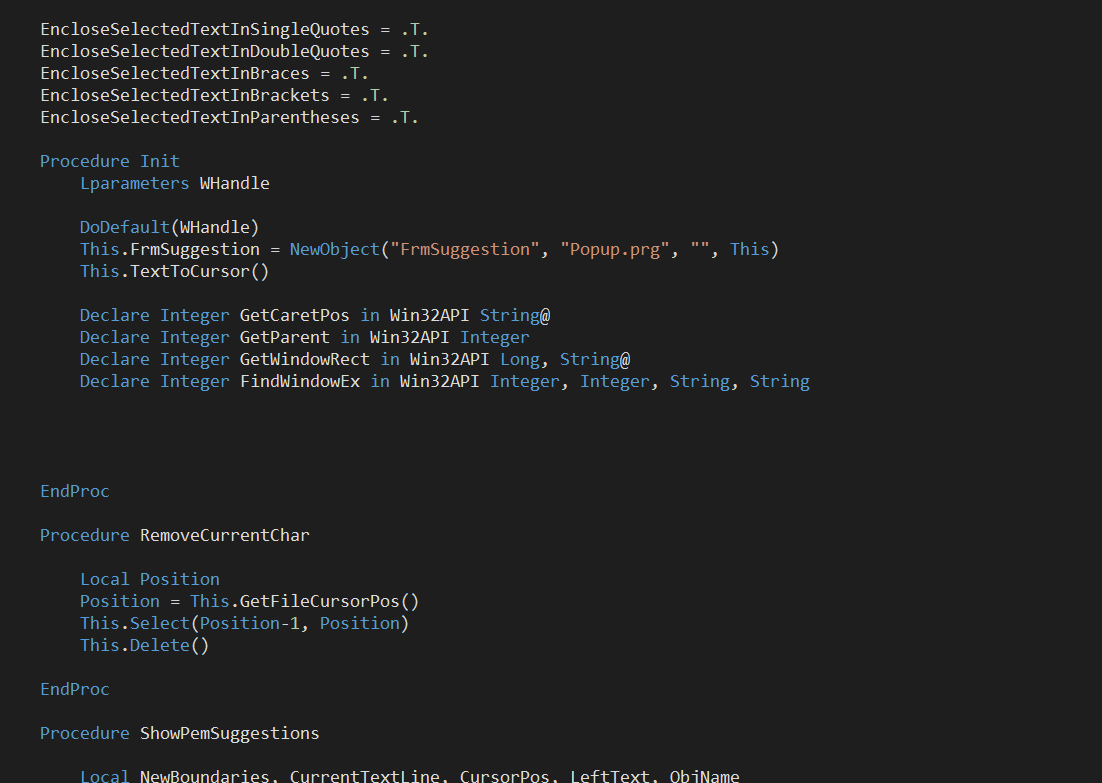 EncloseSelectedTextInSingleQuotes = .T.
EncloseSelectedTextInDoubleQuotes = .T.
EncloseSelectedTextInBraces = .T.
EncloseSelectedTextInBrackets = .T.
EncloseSelectedTextInParentheses = .T.
Procedure Init
Lparameters WHandle
DoDefault(WHandle)
This.FrmSuggestion = NewObject("FrmSuggestion", "Popup.prg", "", This)
This.TextToCursor()
Declare Integer GetCaretPos in Win32API String@
Declare Integer GetParent in Win32API Integer
Declare Integer GetWindowRect in Win32API Long, String@
Declare Integer FindWindowEx in Win32API Integer, Integer, String, String
EndProc
Procedure RemoveCurrentChar
Local Position
Position = This.GetFileCursorPos()
This.Select(Position-1, Position)
This.Delete()
EndProc
Procedure ShowPemSuggestions
Local NewBoundaries, CurrentTextLine, CursorPos, LeftText, ObjName